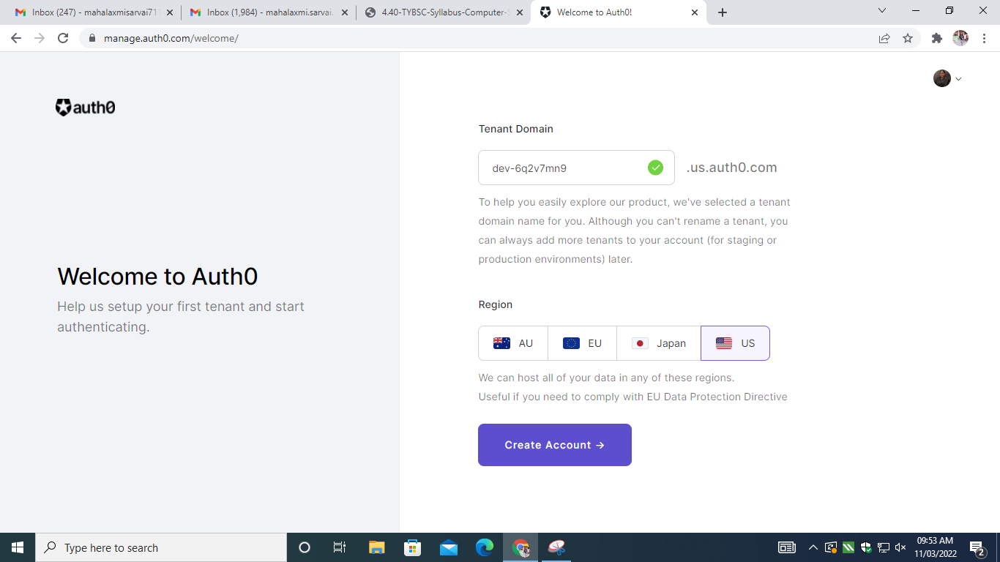 Inbox (247) - mahalaxmisarvai711
Inbox (1,984) - mahalaxmi.sarvai.
4.40-TYBSC-Syllabus-Computer-S
Welcome to Auth0!
manage.auth0.com/welcome/
auth0
Welcome to Auth0
Help us setup your first tenant and start
authenticating.
Tenant Domain
dev-6q2v7mn9 .us.auth0.com
To help you easily explore our product, we've selected a tenant
domain name for you. Although you can't rename a tenant, you
can always add more tenants to your account (for staging or
production environments) later.
Region
AU EU Japan US
We can host all of your data in any of these regions.
Useful if you need to comply with EU Data Protection Directive
Create Account →
Type here to search
09:53 AM
11/03/2022
2